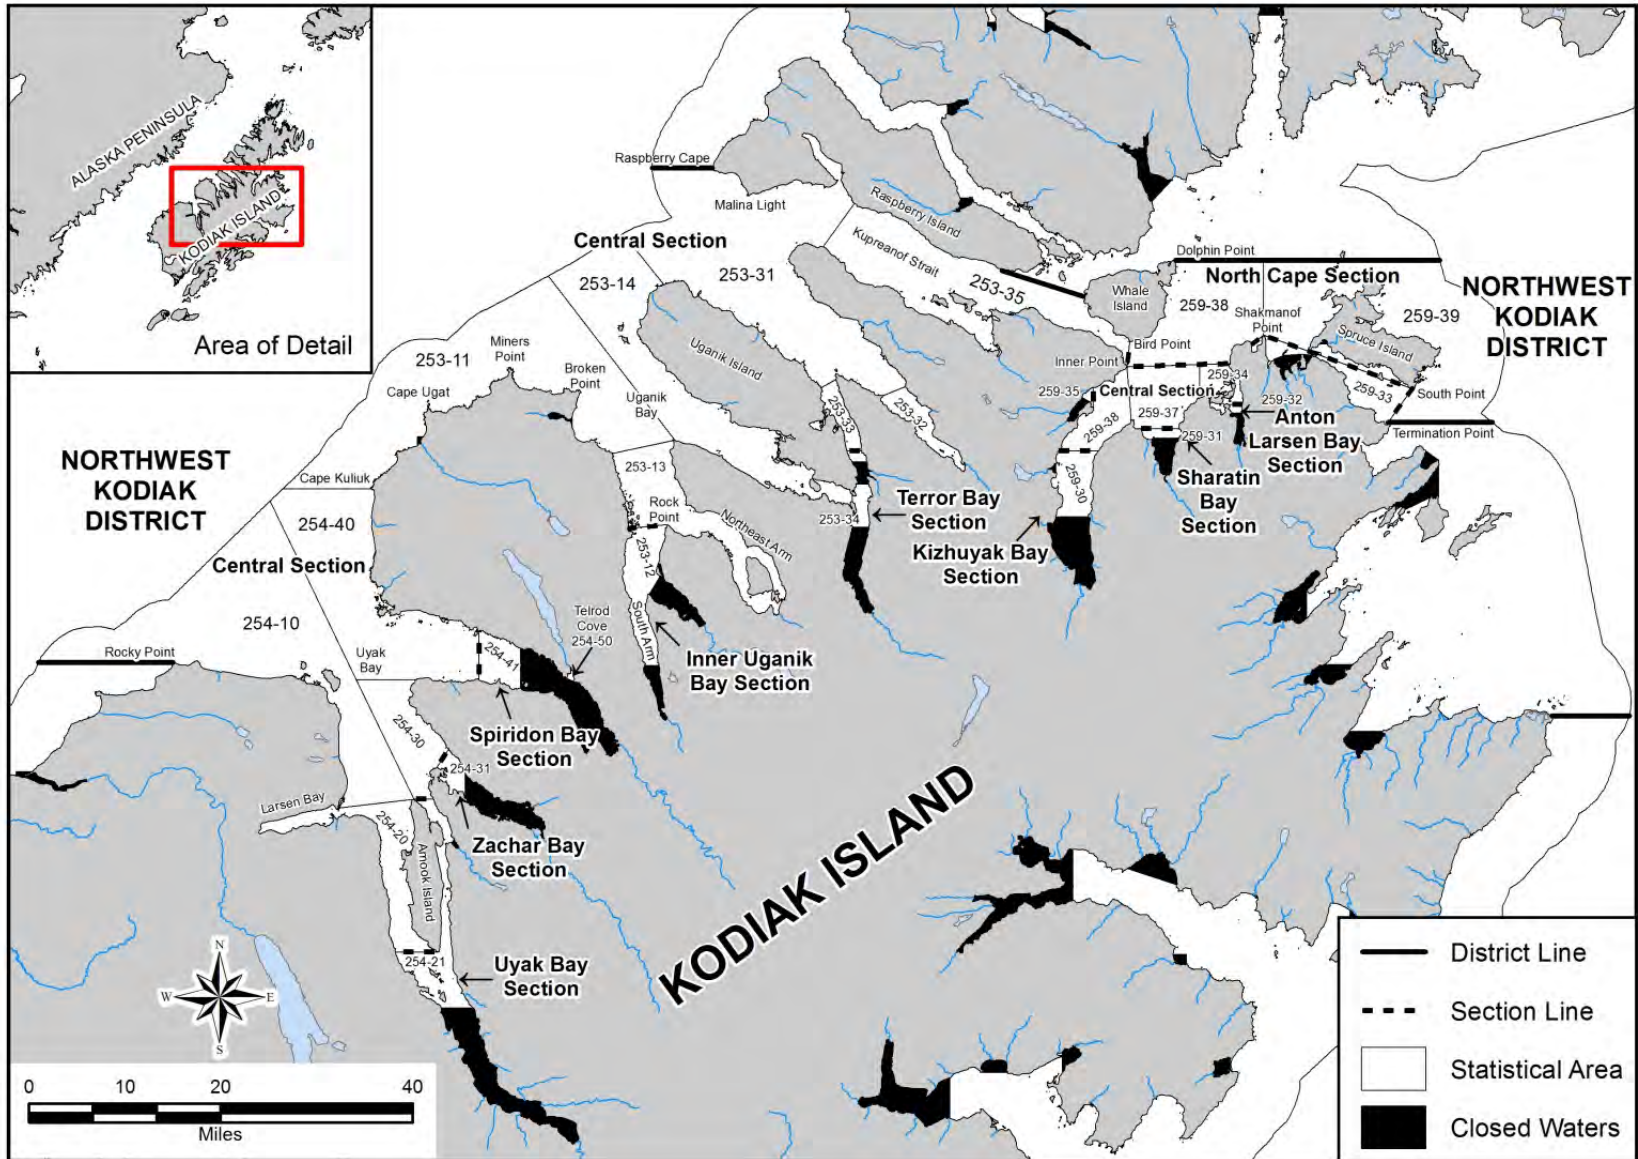 ALASKA PENINSULA
KODIAK ISLAND
Area of Detail
Raspberry Cape
Malina Light
Raspberry Island
Kupreanof Strait
Central Section
253-14
253-31
253-35
Whale
Island
Dolphin Point
North Cape Section
259-38
Shakmanof
Point
259-39
Spruce Island
NORTHWEST
KODIAK
DISTRICT
253-11
Miners
Point
Cape Ugat
Broken
Point
Uganik
Bay
Uganik Island
Inner Point
Bird Point
259-35
Central Section
259-34
259-32
259-33
South Point
Termination Point
259-37
259-38
259-31
259-30
253-33
253-32
Anton
Larsen Bay
Section
Sharatin
Bay
Section
NORTHWEST
KODIAK
DISTRICT
Cape Kuliuk
254-40
Central Section
254-10
253-13
Rock
Point
Northeast Arm
253-12
253-34
Terror Bay
Section
Kizhuyak Bay
Section
South Arm
Telrod
Cove
254-50
Rocky Point
Uyak
Bay
254-41
Inner Uganik
Bay Section
Spiridon Bay
Section
254-30
254-31
Larsen Bay
254-20
Amook Island
Zachar Bay
Section
254-21
Uyak Bay
Section
KODIAK ISLAND
N
W E
S
0 10 20 40
Miles
District Line
Section Line
Statistical Area
Closed Waters